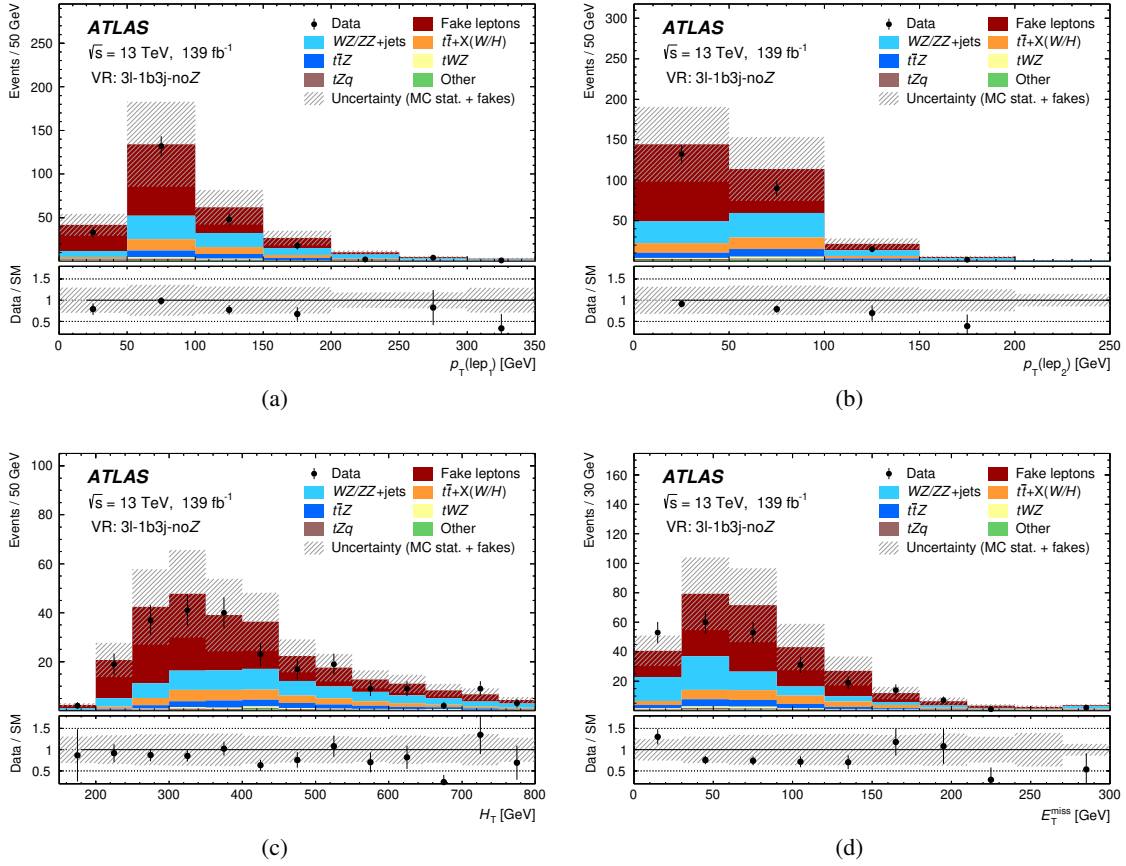 Events / 50 GeV
250
200
150
100
50
ATLAS
√s = 13 TeV, 139 fb⁻¹
VR: 3l-1b3j-noZ
Data
Fake leptons
WZ/ZZ+jets
tt̄+X(W/H)
tt̄Z
tWZ
tZq
Other
Uncertainty (MC stat. + fakes)
Data / SM
1.5
1
0.5
0 50 100 150 200 250 300 350
p_T(lep₁) [GeV]
(a)
Events / 50 GeV
300
250
200
150
100
50
ATLAS
√s = 13 TeV, 139 fb⁻¹
VR: 3l-1b3j-noZ
Data
Fake leptons
WZ/ZZ+jets
tt̄+X(W/H)
tt̄Z
tWZ
tZq
Other
Uncertainty (MC stat. + fakes)
Data / SM
1.5
1
0.5
0 50 100 150 200 250
p_T(lep₂) [GeV]
(b)
Events / 50 GeV
100
80
60
40
20
ATLAS
√s = 13 TeV, 139 fb⁻¹
VR: 3l-1b3j-noZ
Data
Fake leptons
WZ/ZZ+jets
tt̄+X(W/H)
tt̄Z
tWZ
tZq
Other
Uncertainty (MC stat. + fakes)
Data / SM
1.5
1
0.5
200 300 400 500 600 700 800
H_T [GeV]
(c)
Events / 30 GeV
160
140
120
100
80
60
40
20
ATLAS
√s = 13 TeV, 139 fb⁻¹
VR: 3l-1b3j-noZ
Data
Fake leptons
WZ/ZZ+jets
tt̄+X(W/H)
tt̄Z
tWZ
tZq
Other
Uncertainty (MC stat. + fakes)
Data / SM
1.5
1
0.5
0 50 100 150 200 250 300
E_T^miss [GeV]
(d)